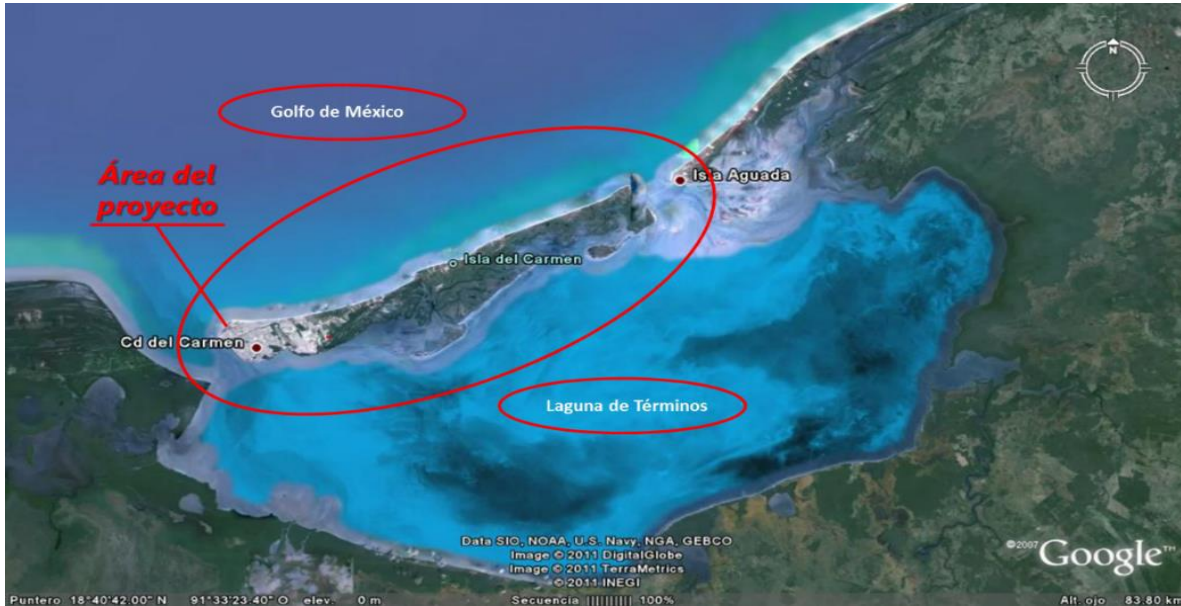 Golfo de México
N
Área del
proyecto
Isla Aguada
Isla del Carmen
Cd del Carmen
Laguna de Términos
Data SIO, NOAA, U.S. Navy, NGA, GEBCO
Image © 2011 DigitalGlobe
Image © 2011 TerraMetrics
© 2011 INEGI
©2007 Google™
Puntero 18°40'42.00" N 91°33'23.40" O elev. 0 m Secuencia ||||||||| 100% Alt. ojo 83.80 km